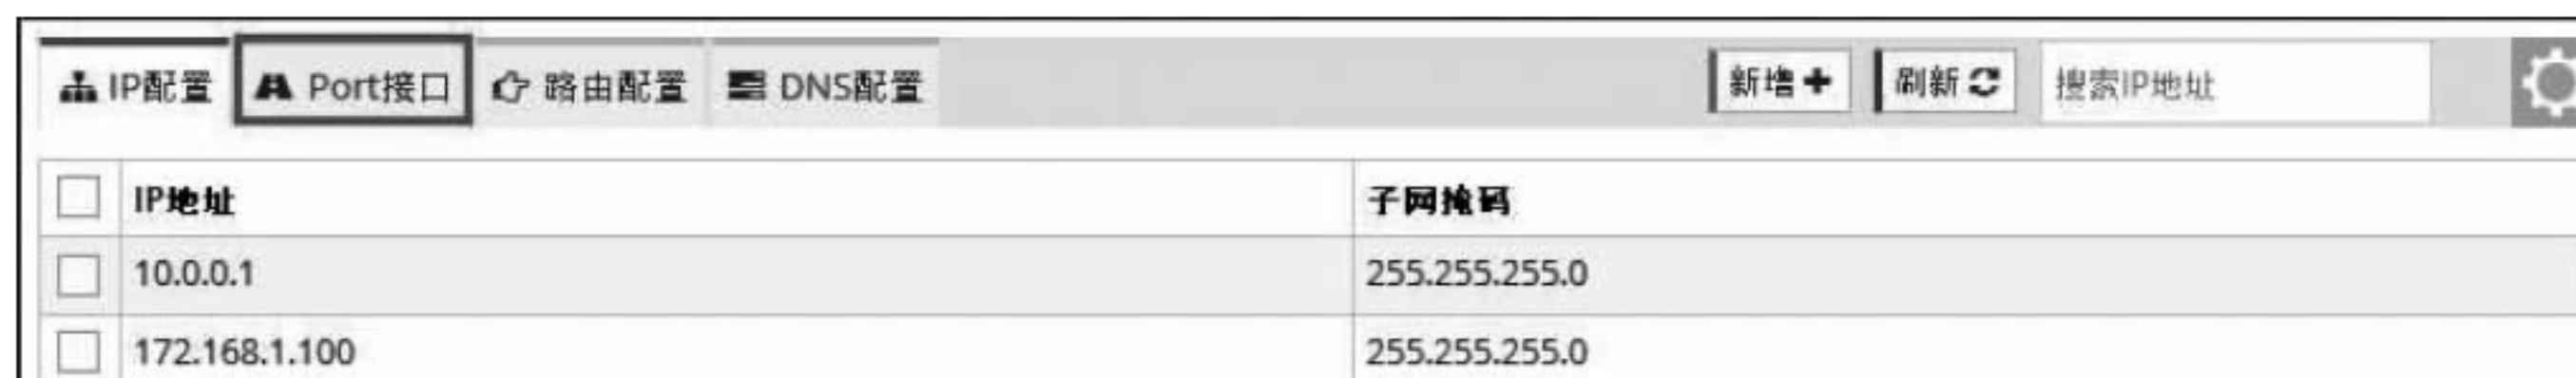 IP配置 Port接口 路由配置 DNS配置 新增 刷新 搜索IP地址
IP地址 子网掩码
10.0.0.1 255.255.255.0
172.168.1.100 255.255.255.0